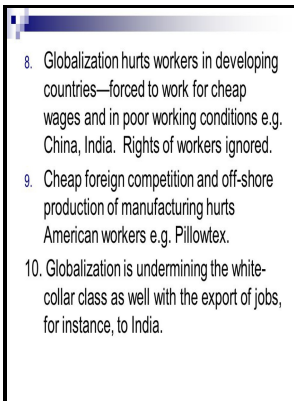 8. Globalization hurts workers in developing
countries—forced to work for cheap
wages and in poor working conditions e.g.
China, India. Rights of workers ignored.
9. Cheap foreign competition and off-shore
production of manufacturing hurts
American workers e.g. Pillowtex.
10. Globalization is undermining the white-
collar class as well with the export of jobs,
for instance, to India.